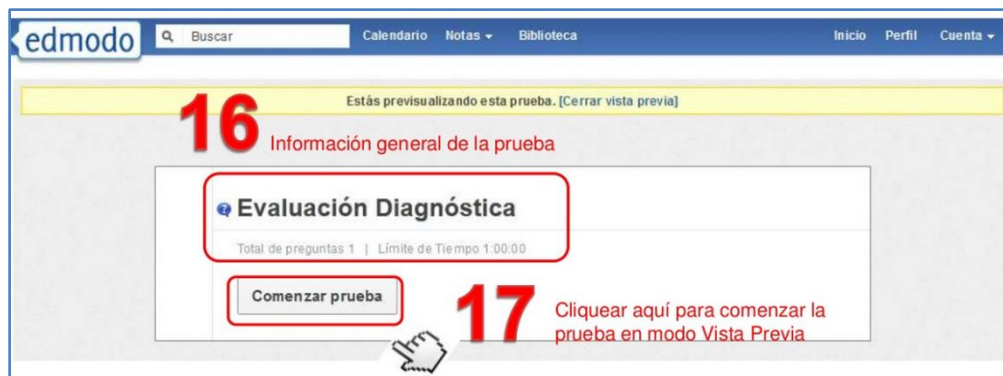 edmodo Buscar Calendario Notas Biblioteca Inicio Perfil Cuenta
Estás previsualizando esta prueba. [Cerrar vista previa]
16 Información general de la prueba
Evaluación Diagnóstica
Total de preguntas 1 | Límite de Tiempo 1:00:00
Comenzar prueba
17 Cliquear aquí para comenzar la
prueba en modo Vista Previa